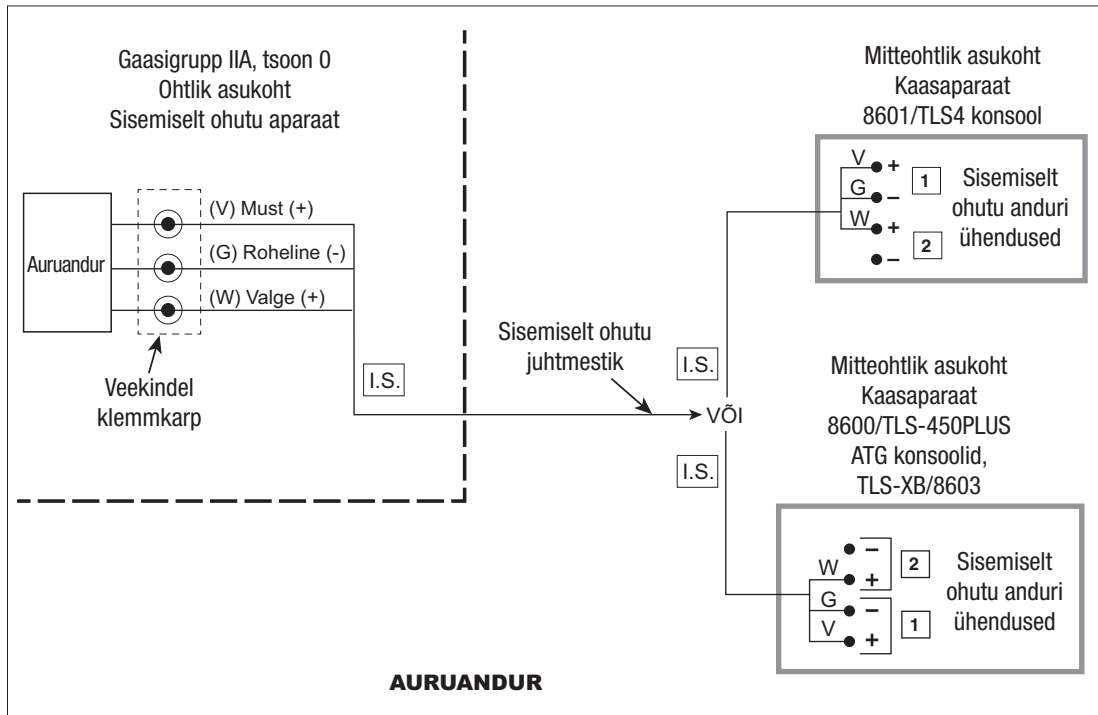 Gaasigrupp IIA, tsoon 0
Ohtlik asukoht
Sisemiselt ohutu aparaat
Auruandur
(V) Must (+)
(G) Roheline (-)
(W) Valge (+)
Veekindel
klemmkarp
I.S.
Sisemiselt ohutu
juhtmestik
VÕI
I.S.
I.S.
Mitteohtlik asukoht
Kaasaparaat
8601/TLS4 konsool
V +
G –
W +
–
1
2
Sisemiselt
ohutu anduri
ühendused
Mitteohtlik asukoht
Kaasaparaat
8600/TLS-450PLUS
ATG konsoolid,
TLS-XB/8603
–
W +
G –
V +
2
1
Sisemiselt
ohutu anduri
ühendused
AURUANDUR